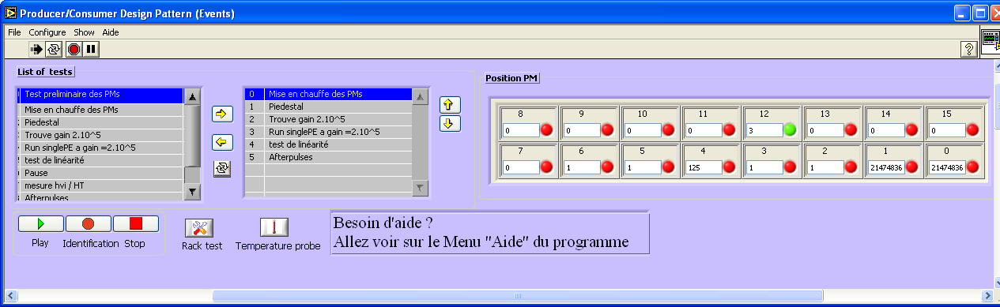 Producer/Consumer Design Pattern (Events)
File Configure Show Aide
List of tests
Test preliminaire des PMs
Mise en chauffe des PMs
Piedestal
Trouve gain 2.10^5
Run singlePE a gain =2.10^5
test de linéarité
Pause
mesure hvi / HT
Afterpulses
0 Mise en chauffe des PMs
1 Piedestal
2 Trouve gain 2.10^5
3 Run singlePE a gain =2.10^5
4 test de linéarité
5 Afterpulses
Position PM
8 9 10 11 12 13 14 15
0 0 0 0 3 0 0 0
7 6 5 4 3 2 1 0
0 1 1 125 1 1 21474836 21474836
Play Identification Stop
Rack test
Temperature probe
Besoin d'aide ?
Allez voir sur le Menu "Aide" du programme